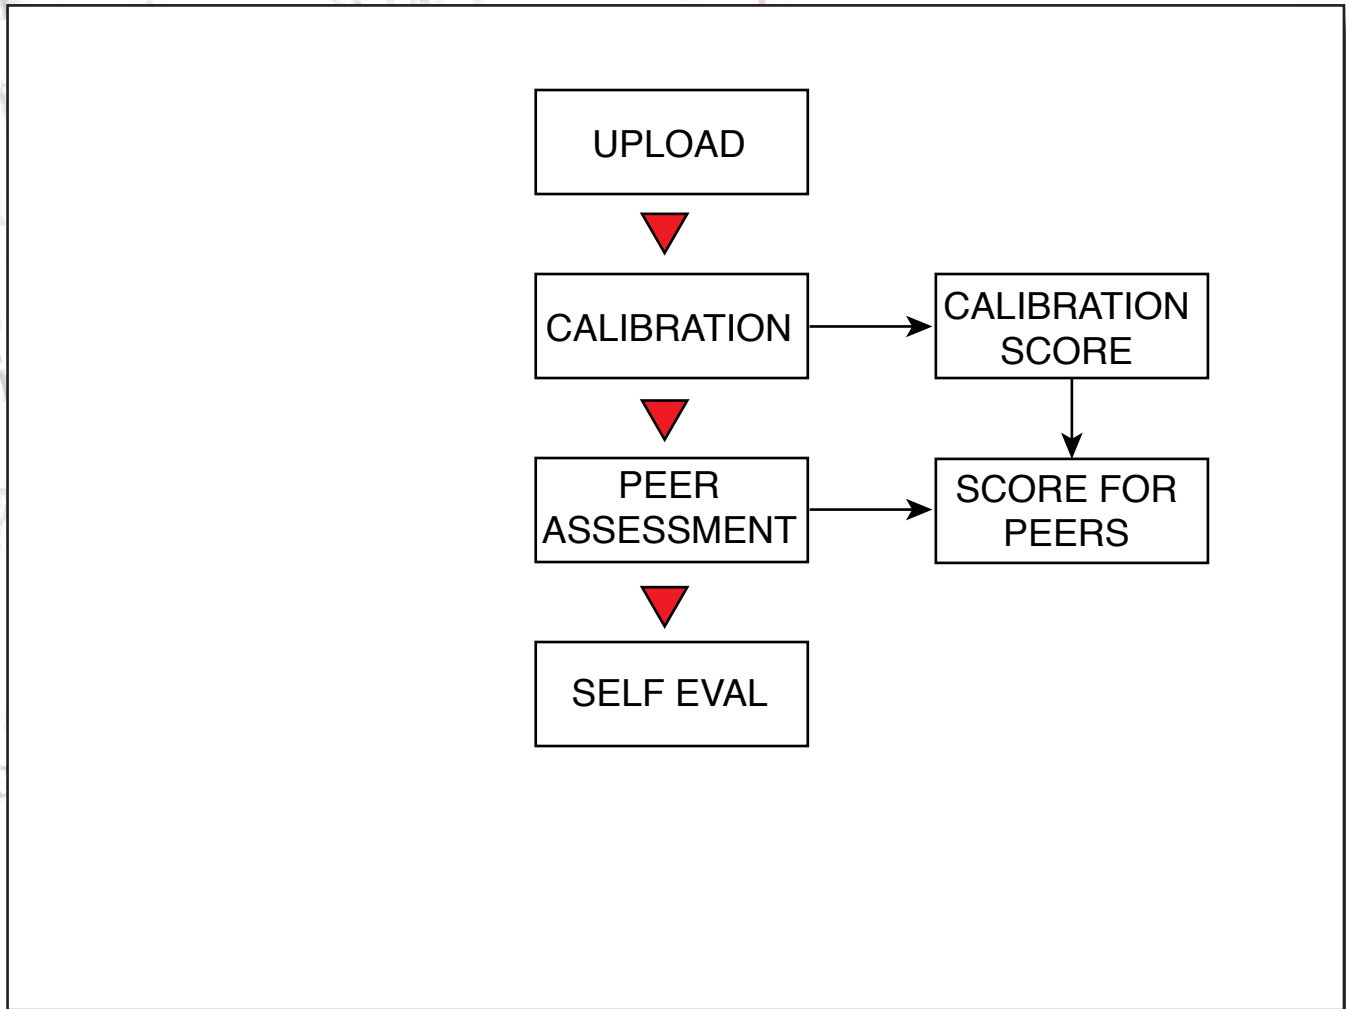 UPLOAD
CALIBRATION
CALIBRATION
SCORE
PEER
ASSESSMENT
SCORE FOR
PEERS
SELF EVAL